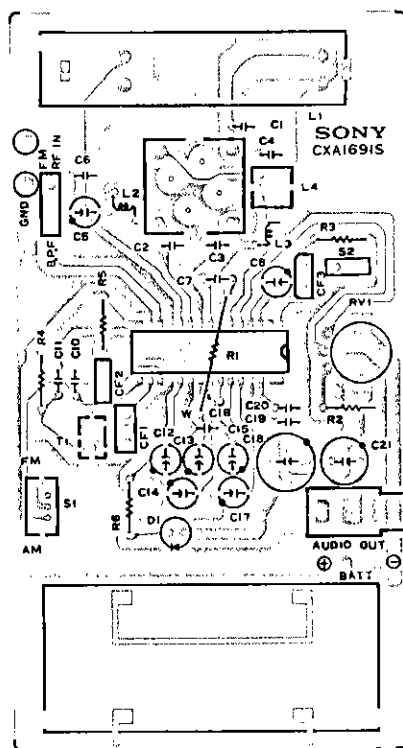 L1
C1
SONY
CXA1691S
C4
FM
RF IN
C6
L2
L4
GND
C5
B.P.F
C2
C3
L3
R3
S2
C7
C8
CF3
RV1
R5
R4
C11
C10
R1
CF2
W
C18
C20
C19
R2
T1
CF1
C12
C13
C15
C18
C21
FM
S1
AM
C14
C17
R6
D1
AUDIO OUT
⊕ ⊖
BATT